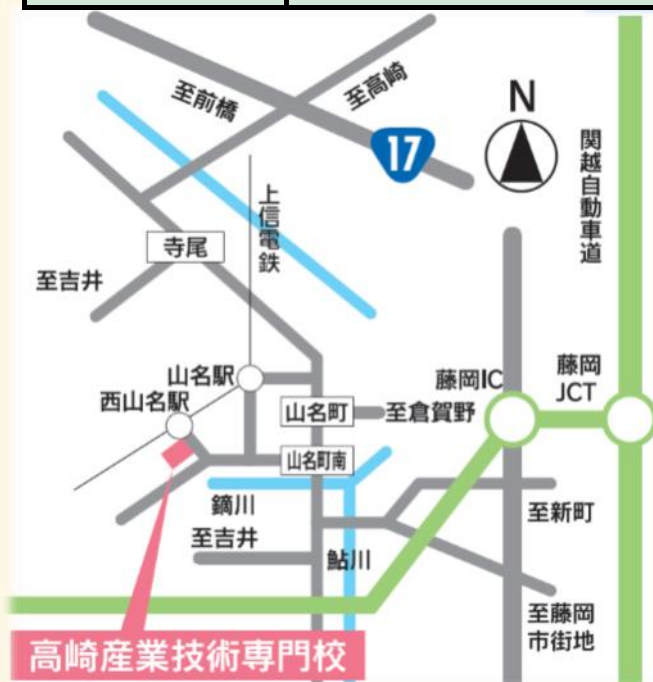 至前橋
至高崎
17
N
関越自動車道
上信電鉄
寺尾
至吉井
山名駅
西山名駅
山名町
至倉賀野
藤岡IC
藤岡
JCT
山名町南
鏑川
至吉井
鮎川
至新町
至藤岡
市街地
高崎産業技術専門校